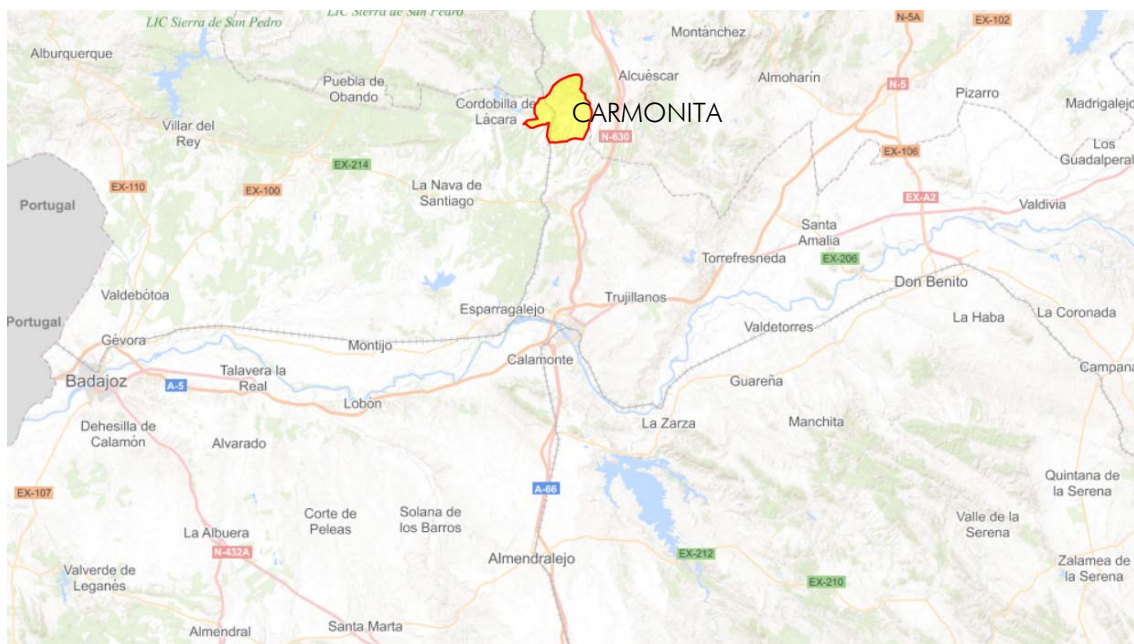 LIC Sierra de San Pedro
LIC Sierra de San Pedro
N-5A
EX-102
Alburquerque
Montánchez
Puebla de
Obando
Alcuéscar
Almoharín
N-5
Pizarro
Madrigalejo
Cordobilla de
Lácara
CARMONITA
Villar del
Rey
N-630
EX-106
Los
Guadalperal
EX-214
EX-110
EX-100
La Nava de
Santiago
EX-A2
Portugal
Valdivia
Santa
Amalia
Torrefresneda
EX-206
Don Benito
Valdebótoa
Esparragalejo
Trujillanos
La Haba
La Coronada
Portugal
Valdetorres
Gévora
Montijo
Calamonte
Campana
Badajoz
A-5
Talavera la
Real
Guareña
Lobón
Dehesilla de
Calamón
Alvarado
La Zarza
Manchita
Quintana de
la Serena
EX-107
A-66
Corte de
Peleas
Solana de
los Barros
La Albuera
Valle de la
Serena
N-432A
Almendralejo
EX-212
Zalamea de
la Serena
Valverde de
Leganés
EX-210
Almendral
Santa Marta